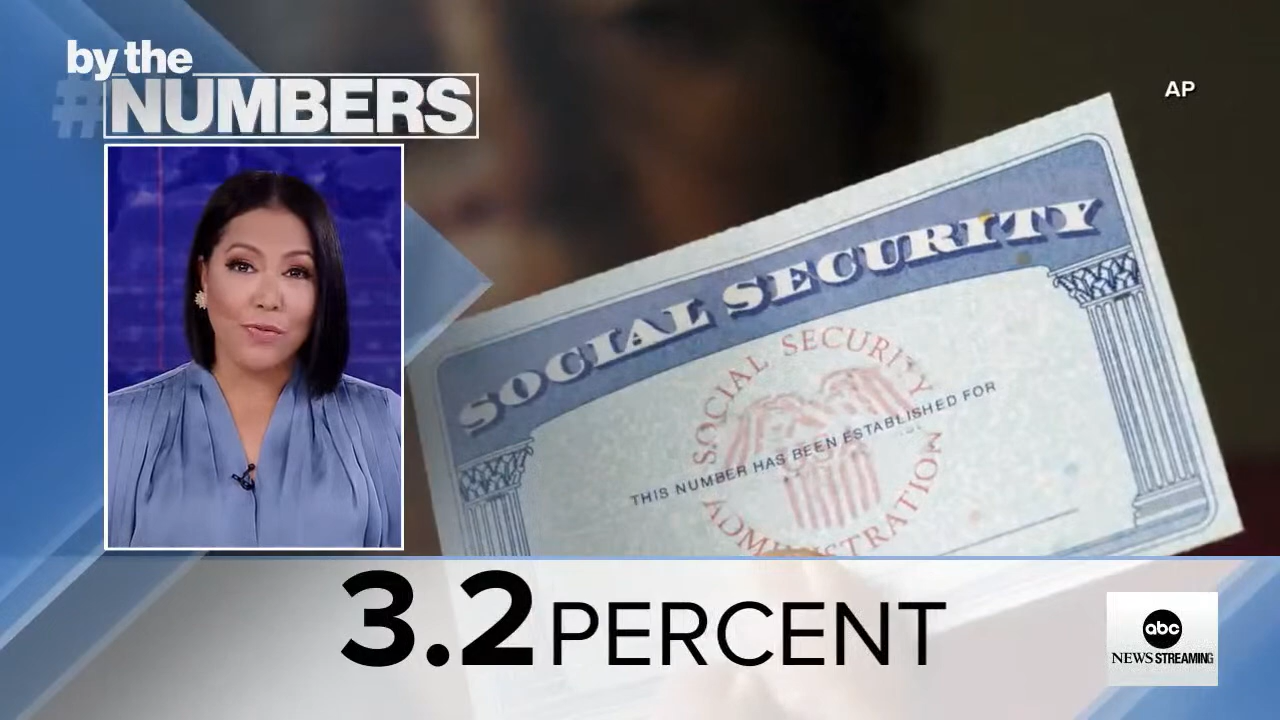 by the
#NUMBERS
AP
SOCIAL SECURITY
SOCIAL SECURITY
THIS NUMBER HAS BEEN ESTABLISHED FOR
ADMINISTRATION
3.2 PERCENT
abc
NEWS STREAMING